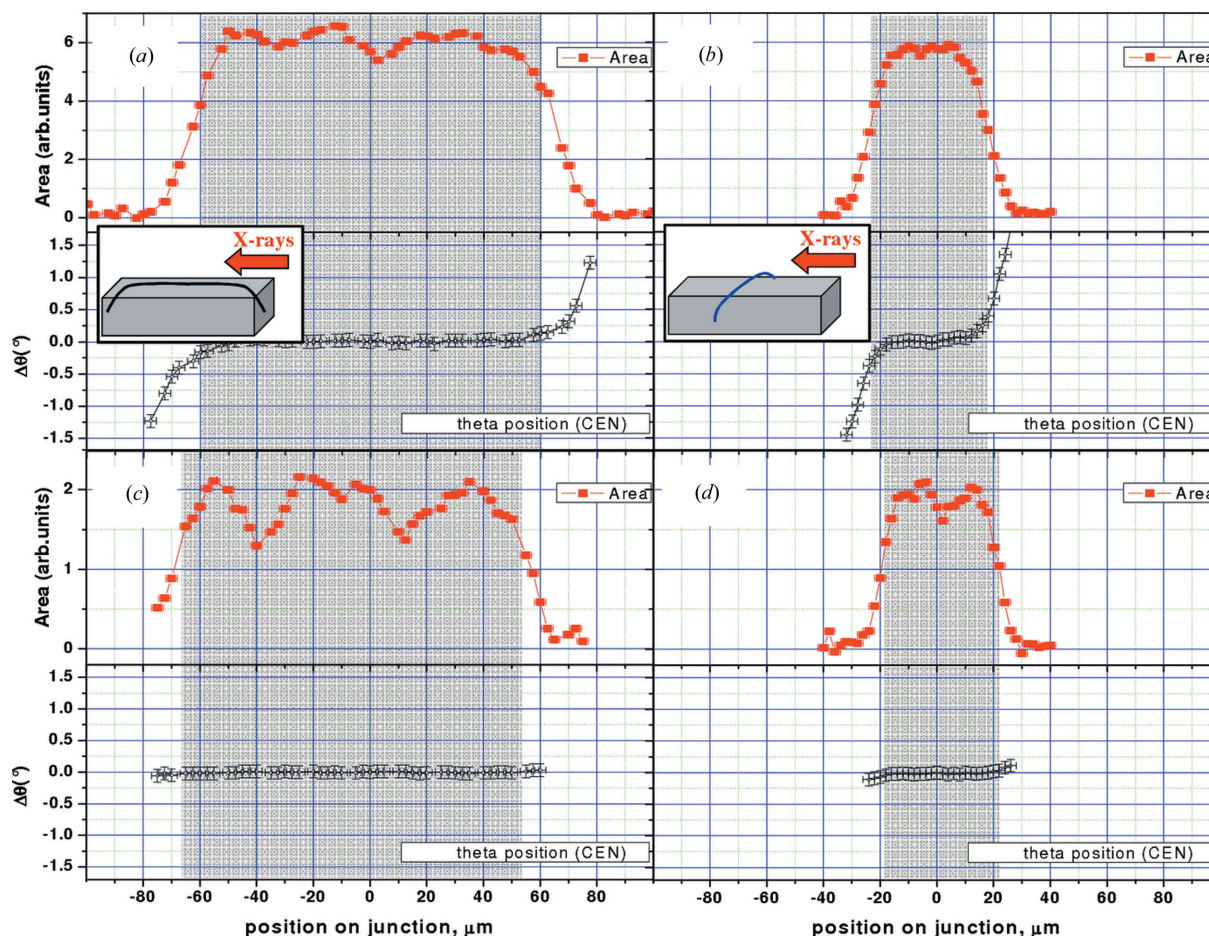 (a)
Area
(b)
Area
Area (arb.units)
6
4
2
0
X-rays
X-rays
Δθ(°)
1.5
1.0
0.5
0.0
-0.5
-1.0
-1.5
theta position (CEN)
theta position (CEN)
(c)
Area
(d)
Area
Area (arb.units)
2
1
0
Δθ(°)
1.5
1.0
0.5
0.0
-0.5
-1.0
-1.5
theta position (CEN)
theta position (CEN)
-80 -60 -40 -20 0 20 40 60 80
-80 -60 -40 -20 0 20 40 60 80
position on junction, μm
position on junction, μm